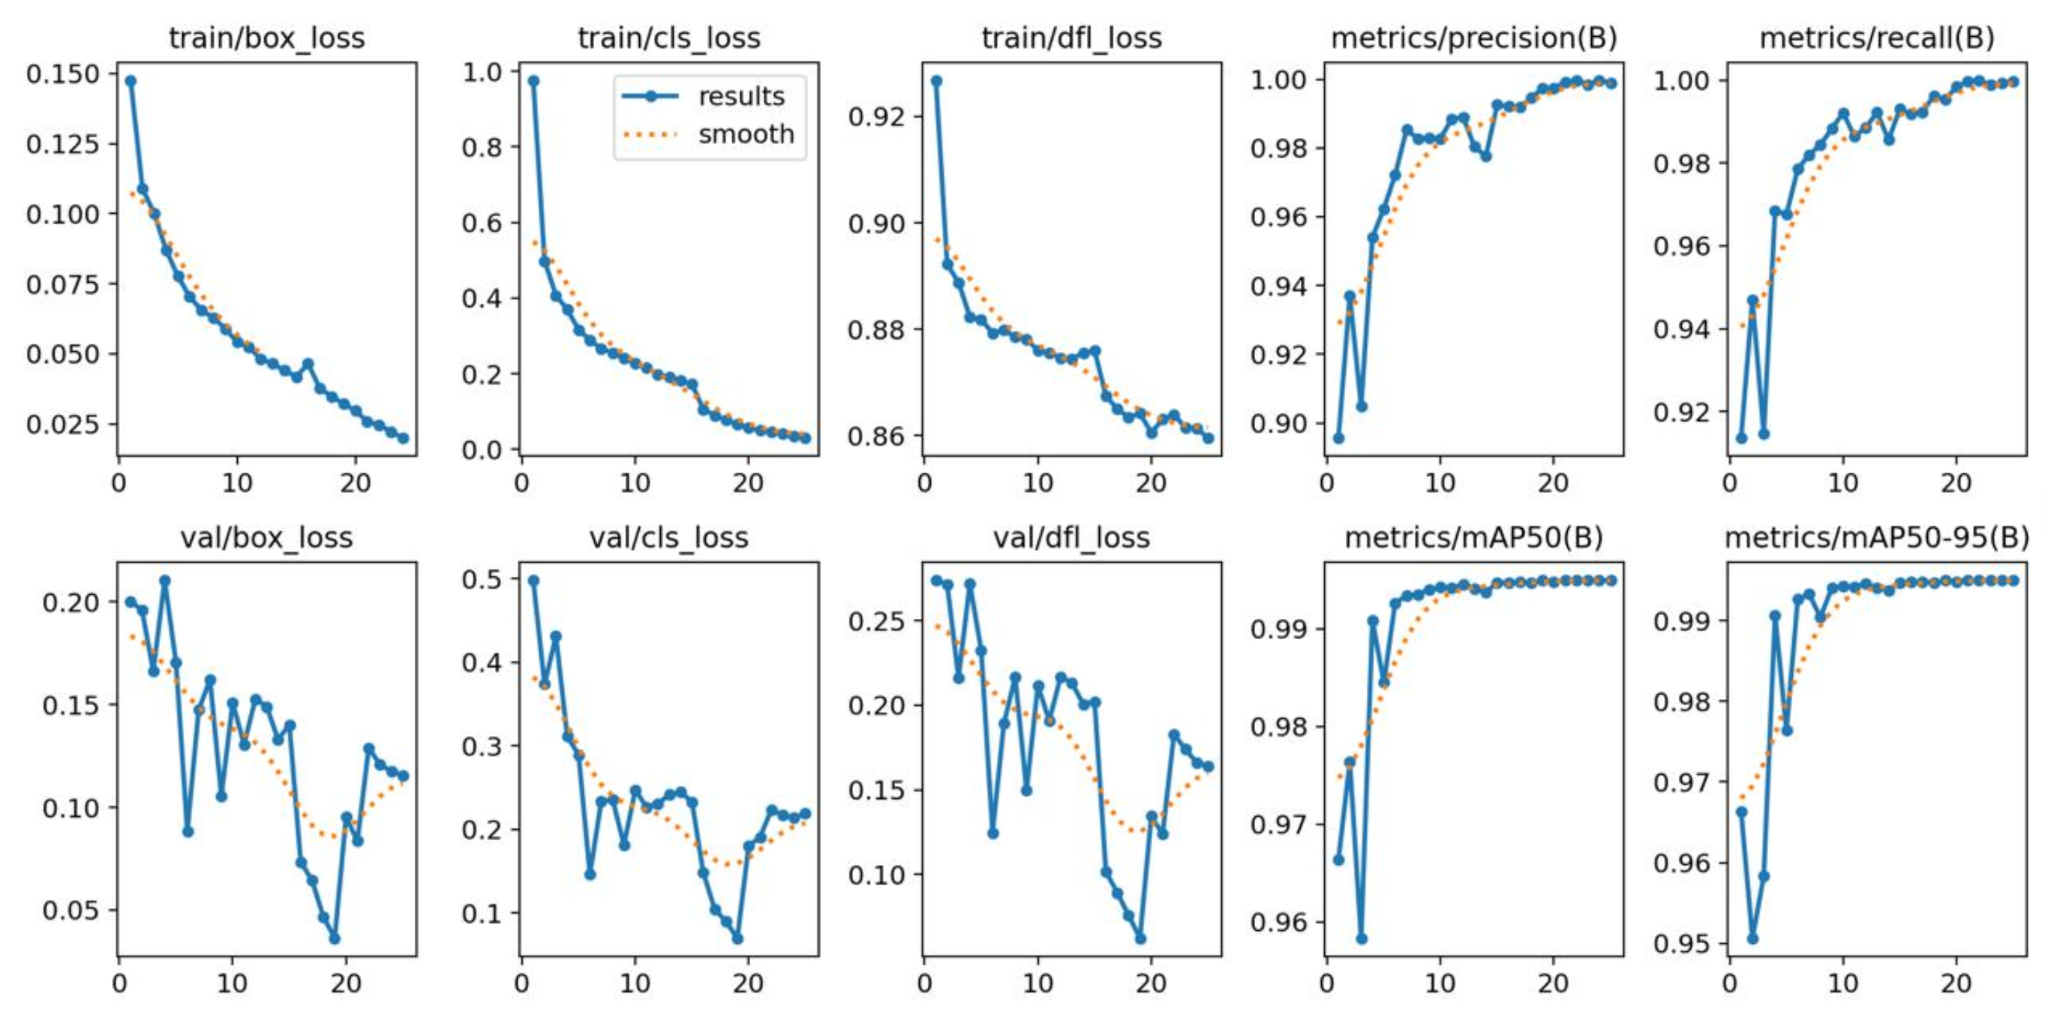 train/box_loss
0.150
0.125
0.100
0.075
0.050
0.025
0 10 20
train/cls_loss
results
smooth
1.0
0.8
0.6
0.4
0.2
0.0
0 10 20
train/dfl_loss
0.92
0.90
0.88
0.86
0 10 20
metrics/precision(B)
1.00
0.98
0.96
0.94
0.92
0.90
0 10 20
metrics/recall(B)
1.00
0.98
0.96
0.94
0.92
0 10 20
val/box_loss
0.20
0.15
0.10
0.05
0 10 20
val/cls_loss
0.5
0.4
0.3
0.2
0.1
0 10 20
val/dfl_loss
0.25
0.20
0.15
0.10
0 10 20
metrics/mAP50(B)
0.99
0.98
0.97
0.96
0 10 20
metrics/mAP50-95(B)
0.99
0.98
0.97
0.96
0.95
0 10 20